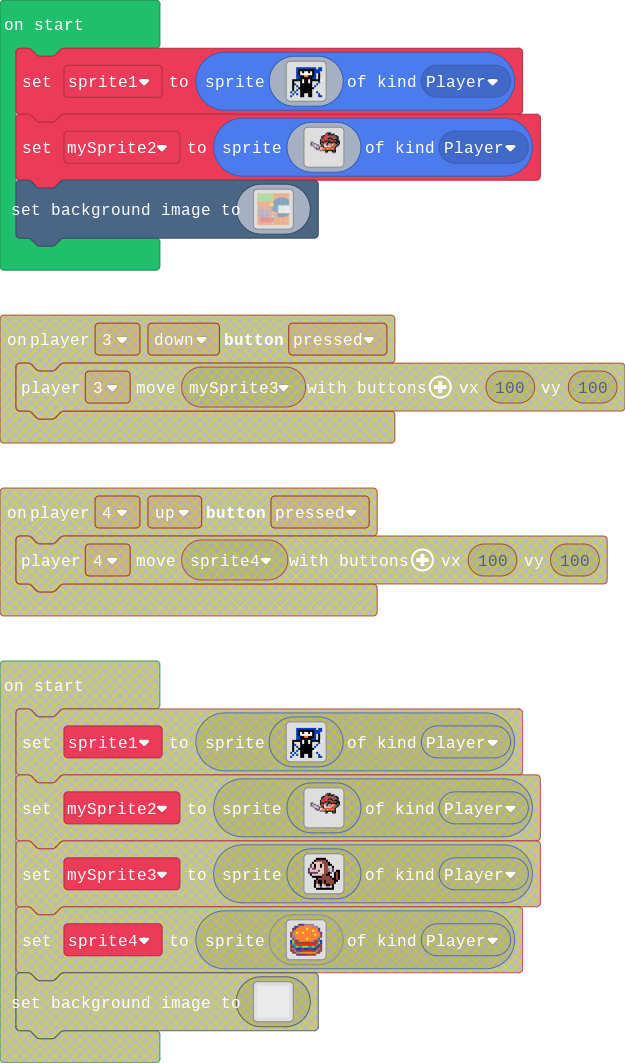 on start
set sprite1 to sprite of kind Player
set mySprite2 to sprite of kind Player
set background image to
on player 3 down button pressed
player 3 move mySprite3 with buttons vx 100 vy 100
on player 4 up button pressed
player 4 move sprite4 with buttons vx 100 vy 100
on start
set sprite1 to sprite of kind Player
set mySprite2 to sprite of kind Player
set mySprite3 to sprite of kind Player
set sprite4 to sprite of kind Player
set background image to